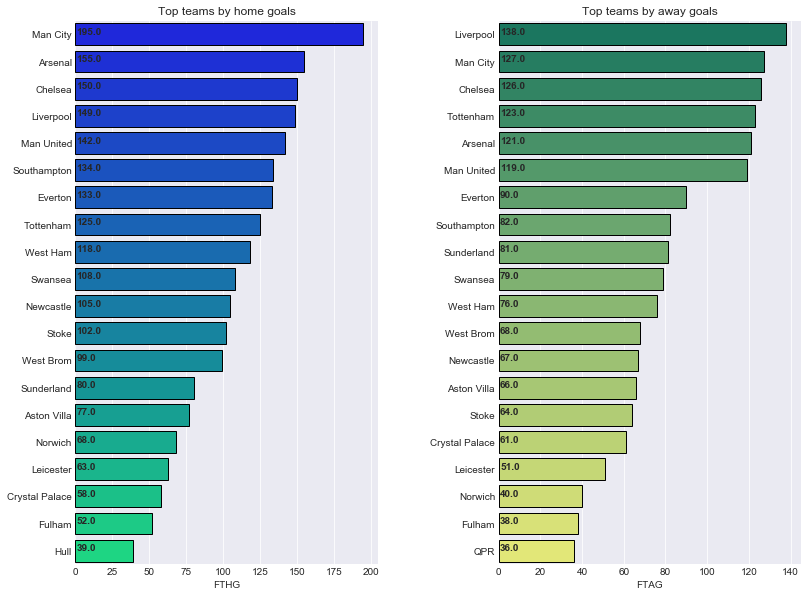 Top teams by home goals
Man City 195.0
Arsenal 155.0
Chelsea 150.0
Liverpool 149.0
Man United 142.0
Southampton 134.0
Everton 133.0
Tottenham 125.0
West Ham 118.0
Swansea 108.0
Newcastle 105.0
Stoke 102.0
West Brom 99.0
Sunderland 80.0
Aston Villa 77.0
Norwich 68.0
Leicester 63.0
Crystal Palace 58.0
Fulham 52.0
Hull 39.0
0 25 50 75 100 125 150 175 200
FTHG
Top teams by away goals
Liverpool 138.0
Man City 127.0
Chelsea 126.0
Tottenham 123.0
Arsenal 121.0
Man United 119.0
Everton 90.0
Southampton 82.0
Sunderland 81.0
Swansea 79.0
West Ham 76.0
West Brom 68.0
Newcastle 67.0
Aston Villa 66.0
Stoke 64.0
Crystal Palace 61.0
Leicester 51.0
Norwich 40.0
Fulham 38.0
QPR 36.0
0 20 40 60 80 100 120 140
FTAG